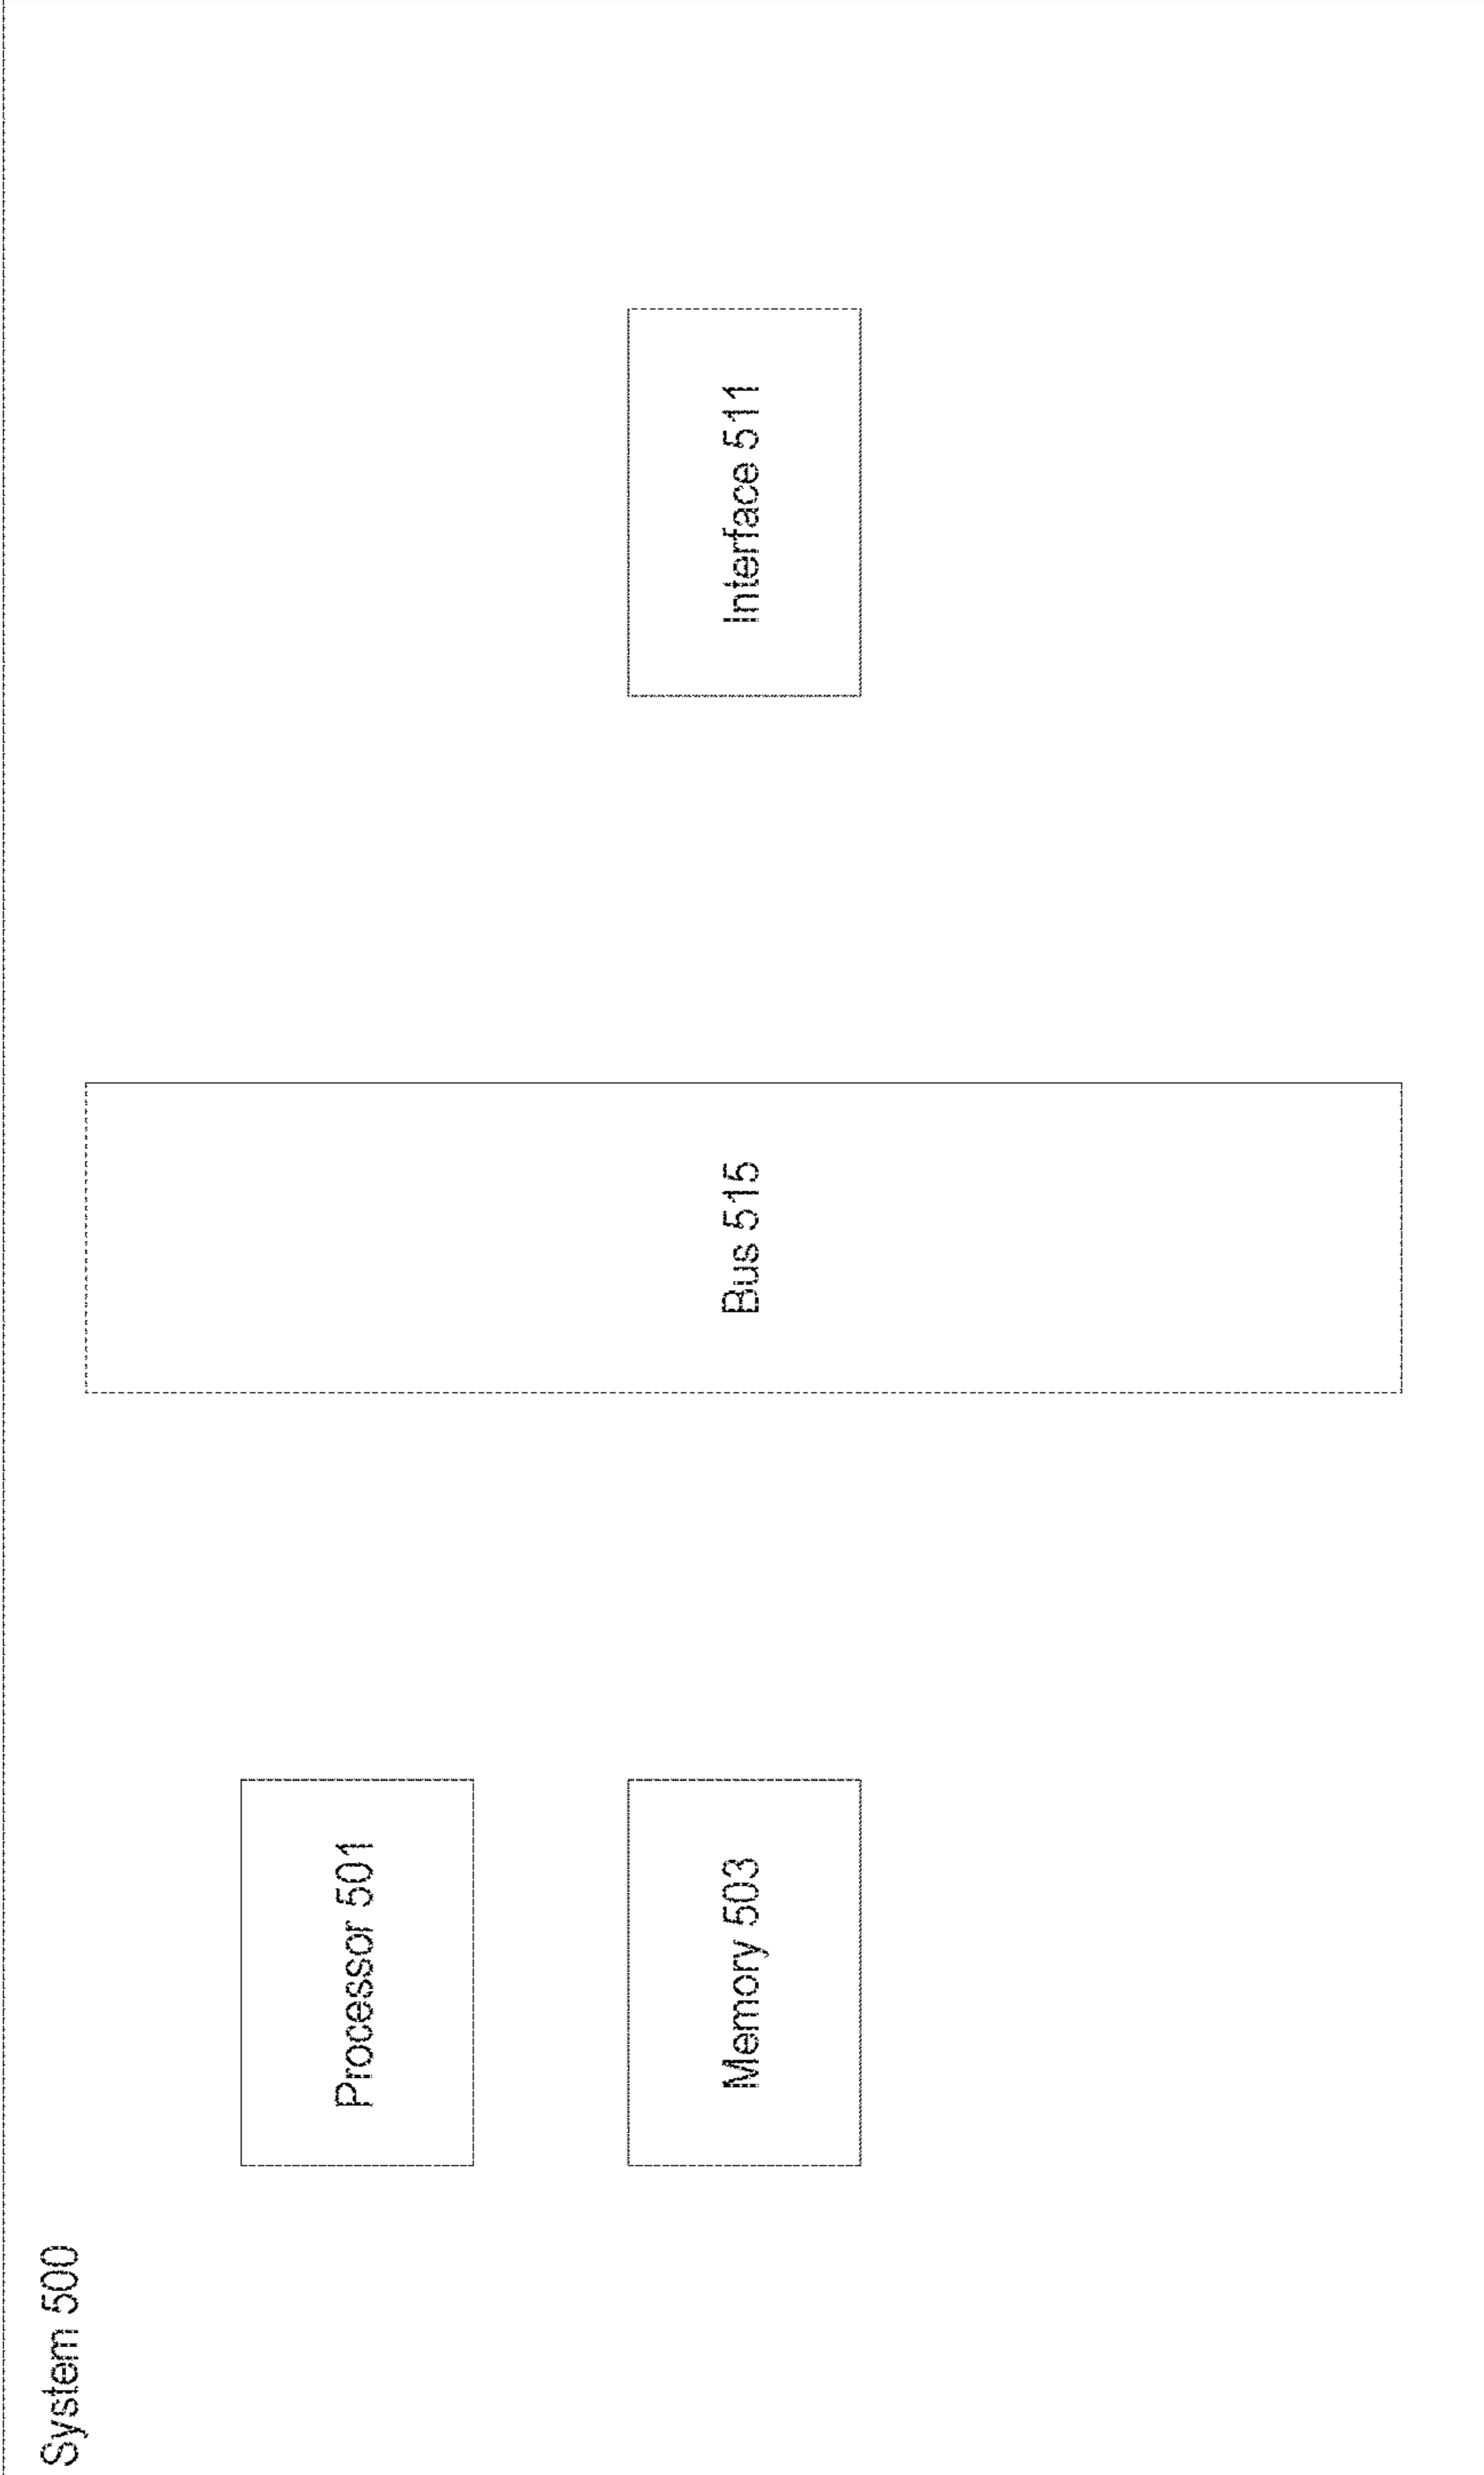 System 500
Processor 501
Memory 503
Bus 515
Interface 511